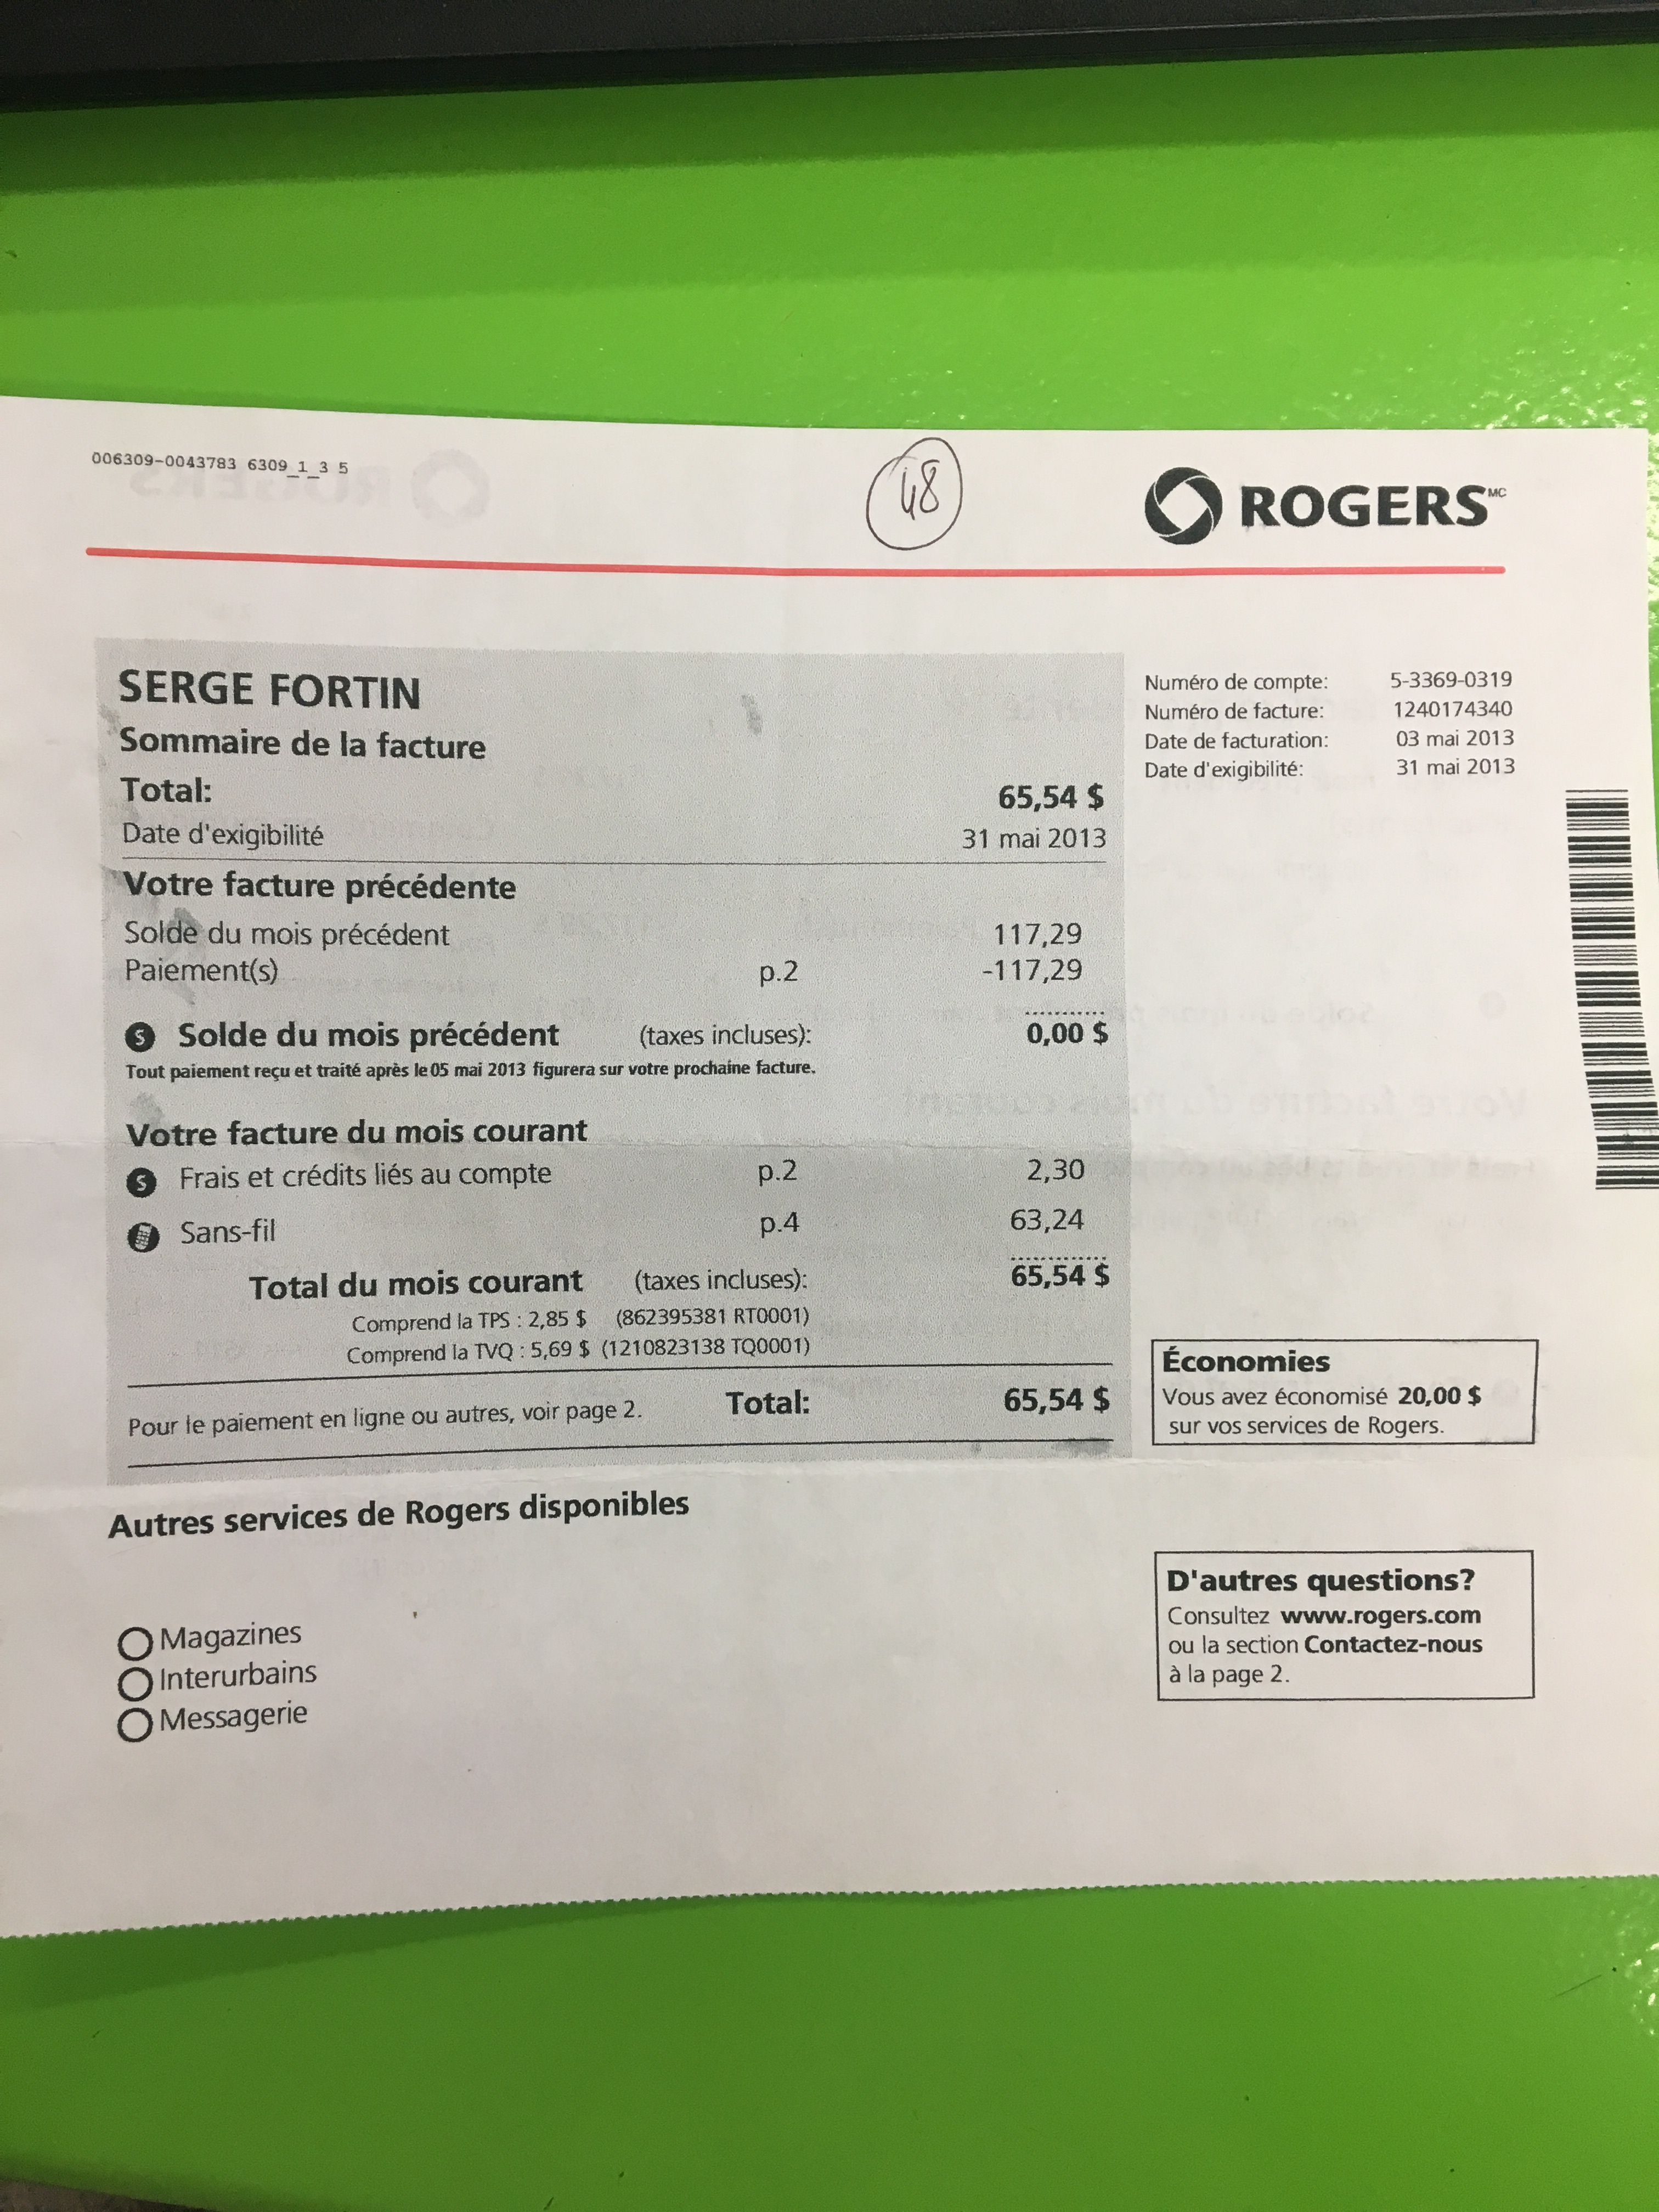 006309-0043783 6309_1_3 5
48
ROGERS MC
SERGE FORTIN
Sommaire de la facture
Total: 65,54 $
Date d'exigibilité 31 mai 2013
Votre facture précédente
Solde du mois précédent 117,29
Paiement(s) p.2 -117,29
S Solde du mois précédent (taxes incluses): 0,00 $
Tout paiement reçu et traité après le 05 mai 2013 figurera sur votre prochaine facture.
Votre facture du mois courant
S Frais et crédits liés au compte p.2 2,30
Sans-fil p.4 63,24
Total du mois courant (taxes incluses): 65,54 $
Comprend la TPS : 2,85 $ (862395381 RT0001)
Comprend la TVQ : 5,69 $ (1210823138 TQ0001)
Pour le paiement en ligne ou autres, voir page 2. Total: 65,54 $
Numéro de compte: 5-3369-0319
Numéro de facture: 1240174340
Date de facturation: 03 mai 2013
Date d'exigibilité: 31 mai 2013
Économies
Vous avez économisé 20,00 $
sur vos services de Rogers.
Autres services de Rogers disponibles
Magazines
Interurbains
Messagerie
D'autres questions?
Consultez www.rogers.com
ou la section Contactez-nous
à la page 2.